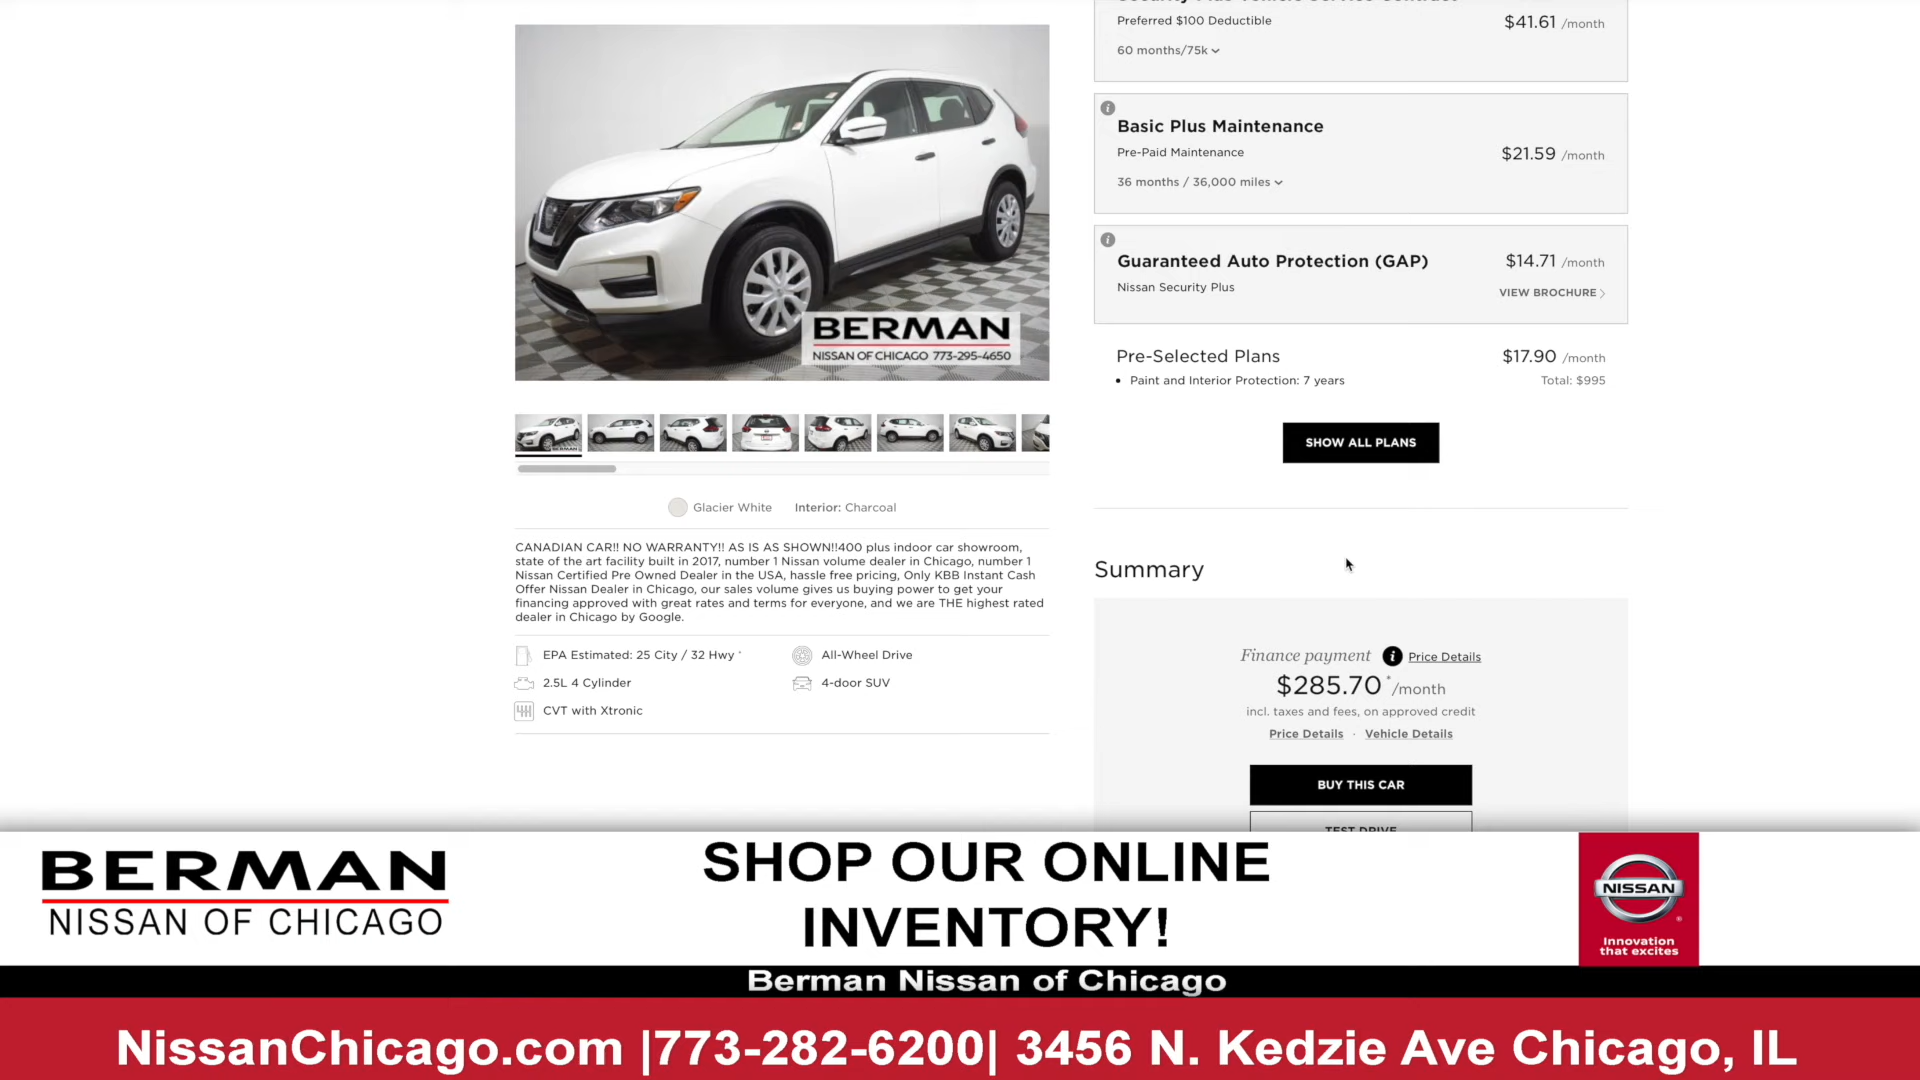 Preferred $100 Deductible
$41.61 /month
60 months/75k
Basic Plus Maintenance
Pre-Paid Maintenance
$21.59 /month
36 months / 36,000 miles
Guaranteed Auto Protection (GAP)
$14.71 /month
Nissan Security Plus
VIEW BROCHURE
BERMAN
NISSAN OF CHICAGO 773-295-4650
Pre-Selected Plans
$17.90 /month
• Paint and Interior Protection: 7 years
Total: $995
SHOW ALL PLANS
Glacier White
Interior: Charcoal
CANADIAN CAR!! NO WARRANTY!! AS IS AS SHOWN!!400 plus indoor car showroom,
state of the art facility built in 2017, number 1 Nissan volume dealer in Chicago, number 1
Nissan Certified Pre Owned Dealer in the USA, hassle free pricing, Only KBB Instant Cash
Offer Nissan Dealer in Chicago, our sales volume gives us buying power to get your
financing approved with great rates and terms for everyone, and we are THE highest rated
dealer in Chicago by Google.
EPA Estimated: 25 City / 32 Hwy *
All-Wheel Drive
2.5L 4 Cylinder
4-door SUV
CVT with Xtronic
Summary
Finance payment
Price Details
$285.70 * /month
incl. taxes and fees, on approved credit
Price Details · Vehicle Details
BUY THIS CAR
TEST DRIVE
BERMAN
NISSAN OF CHICAGO
SHOP OUR ONLINE
INVENTORY!
NISSAN
Innovation
that excites
Berman Nissan of Chicago
NissanChicago.com |773-282-6200| 3456 N. Kedzie Ave Chicago, IL